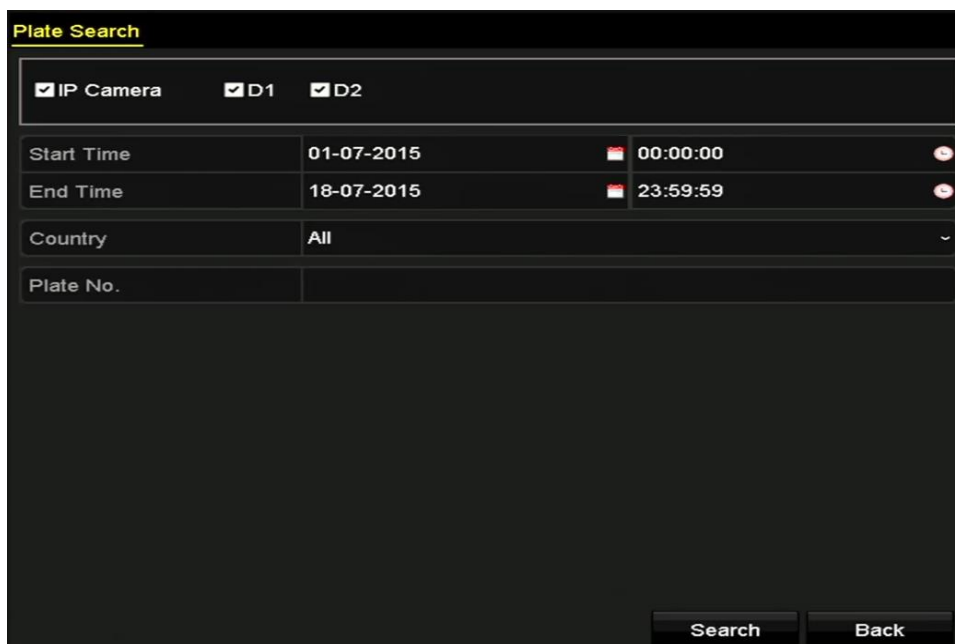 Plate Search
IP Camera D1 D2
Start Time 01-07-2015 00:00:00
End Time 18-07-2015 23:59:59
Country All
Plate No.
Search Back